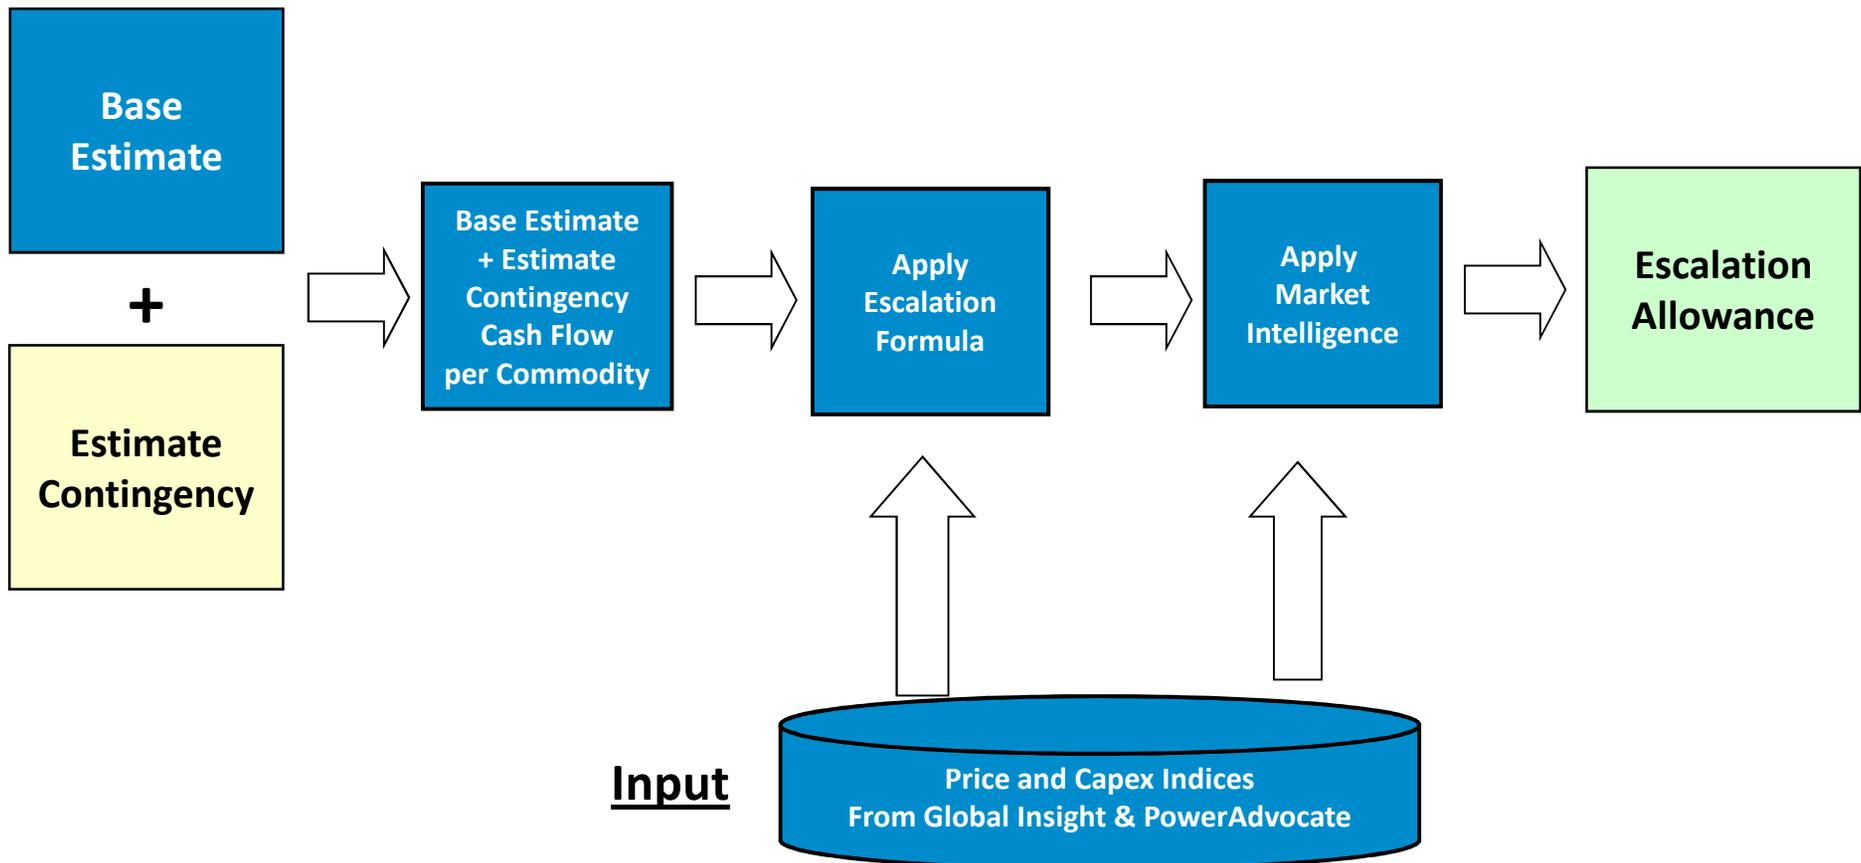 Base
Estimate
+
Estimate
Contingency
Base Estimate
+ Estimate
Contingency
Cash Flow
per Commodity
Apply
Escalation
Formula
Apply
Market
Intelligence
Escalation
Allowance
Input
Price and Capex Indices
From Global Insight & PowerAdvocate